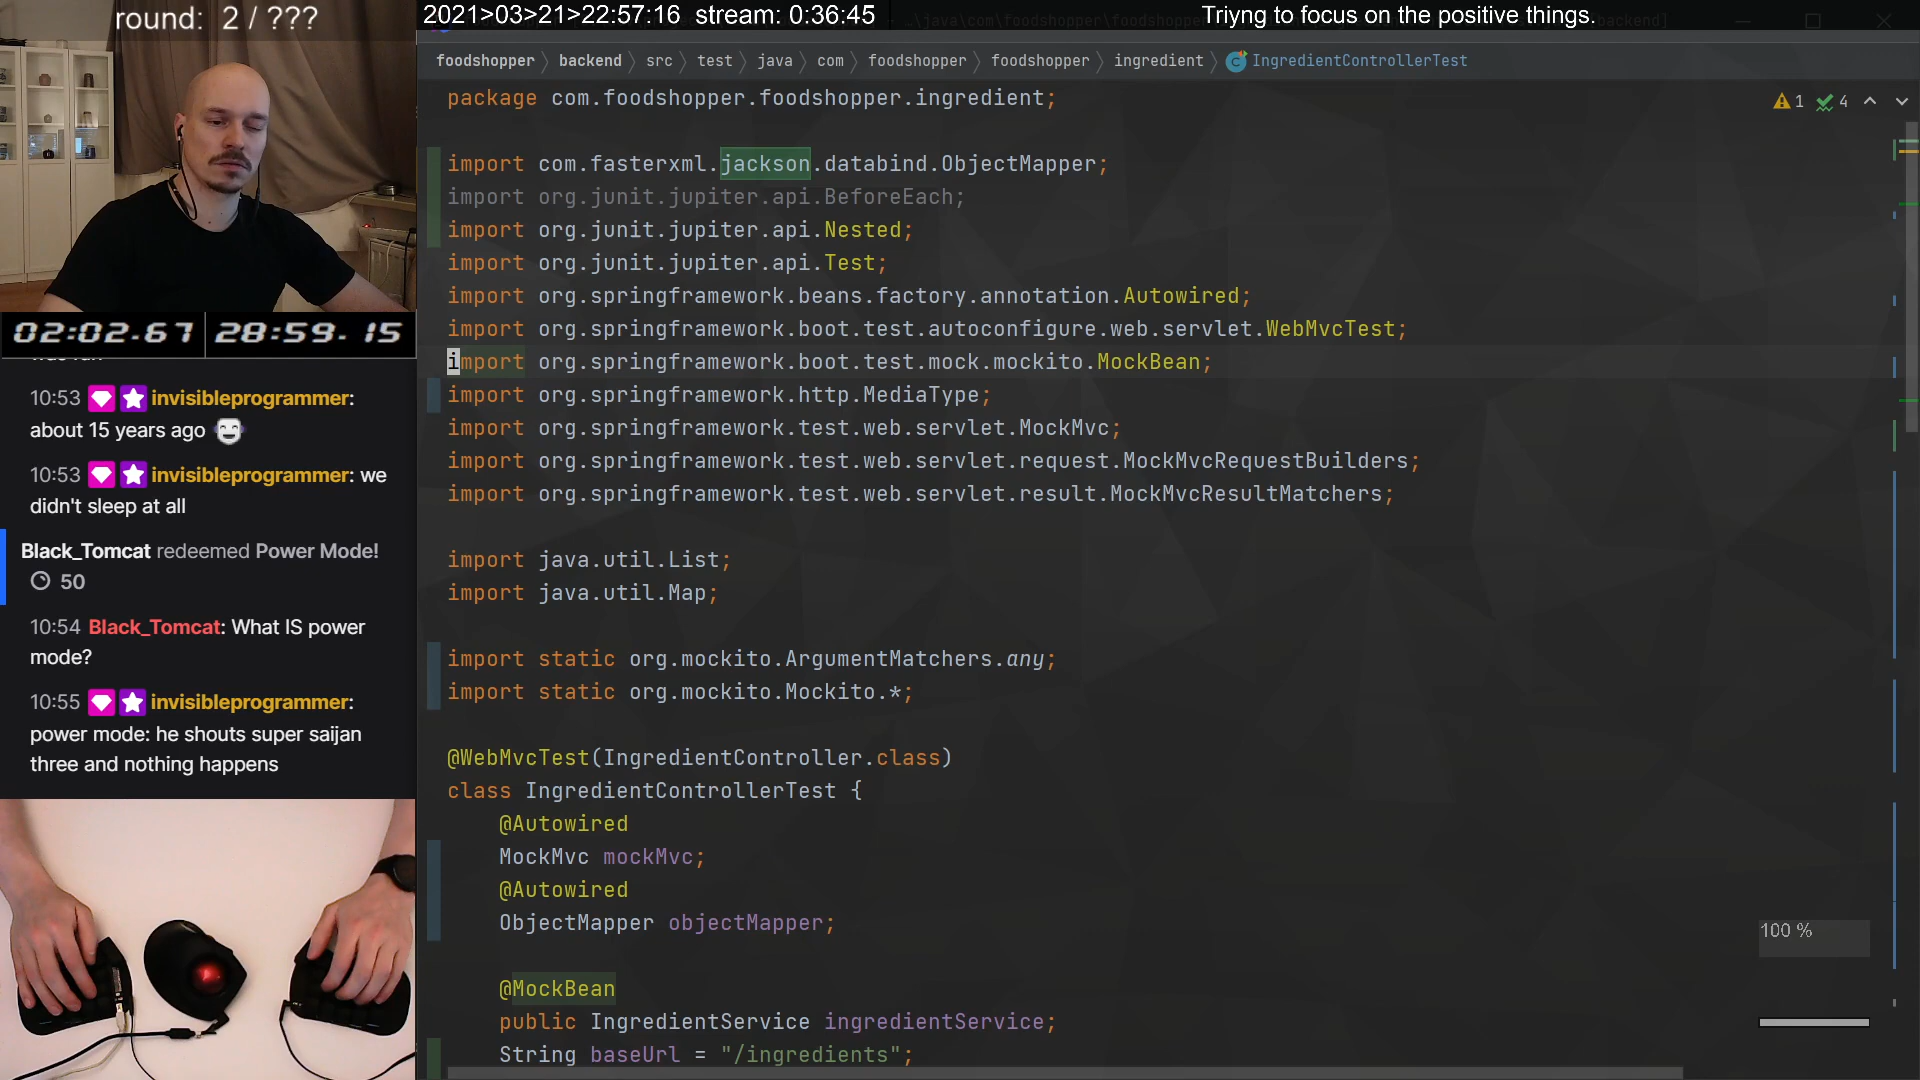 round: 2 / ???
2021>03>21>22:57:16 stream: 0:36:45
Triyng to focus on the positive things.
foodshopper 〉 backend 〉 src 〉 test 〉 java 〉 com 〉 foodshopper 〉 foodshopper 〉 ingredient 〉 IngredientControllerTest
1 4
package com.foodshopper.foodshopper.ingredient;
import com.fasterxml.jackson.databind.ObjectMapper;
import org.junit.jupiter.api.BeforeEach;
import org.junit.jupiter.api.Nested;
import org.junit.jupiter.api.Test;
import org.springframework.beans.factory.annotation.Autowired;
import org.springframework.boot.test.autoconfigure.web.servlet.WebMvcTest;
import org.springframework.boot.test.mock.mockito.MockBean;
import org.springframework.http.MediaType;
import org.springframework.test.web.servlet.MockMvc;
import org.springframework.test.web.servlet.request.MockMvcRequestBuilders;
import org.springframework.test.web.servlet.result.MockMvcResultMatchers;
import java.util.List;
import java.util.Map;
import static org.mockito.ArgumentMatchers.any;
import static org.mockito.Mockito.*;
@WebMvcTest(IngredientController.class)
class IngredientControllerTest {
@Autowired
MockMvc mockMvc;
@Autowired
ObjectMapper objectMapper;
@MockBean
public IngredientService ingredientService;
String baseUrl = "/ingredients";
100 %
02:02.67 28:59.15
10:53 invisibleprogrammer:
about 15 years ago
10:53 invisibleprogrammer: we
didn't sleep at all
Black_Tomcat redeemed Power Mode!
50
10:54 Black_Tomcat: What IS power
mode?
10:55 invisibleprogrammer:
power mode: he shouts super saijan
three and nothing happens